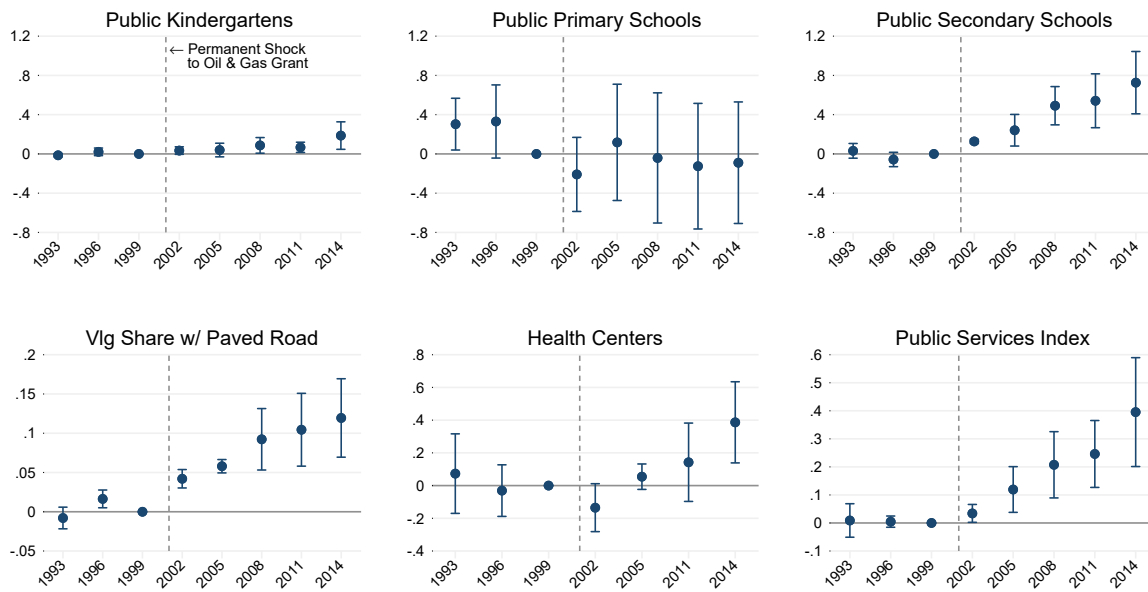 Public Kindergartens
1.2
.8
.4
0
-.4
-.8
← Permanent Shock
to Oil & Gas Grant
1993 1996 1999 2002 2005 2008 2011 2014
Public Primary Schools
1.2
.8
.4
0
-.4
-.8
1993 1996 1999 2002 2005 2008 2011 2014
Public Secondary Schools
1.2
.8
.4
0
-.4
-.8
1993 1996 1999 2002 2005 2008 2011 2014
Vlg Share w/ Paved Road
.2
.15
.1
.05
0
-.05
1993 1996 1999 2002 2005 2008 2011 2014
Health Centers
.8
.6
.4
.2
0
-.2
-.4
1993 1996 1999 2002 2005 2008 2011 2014
Public Services Index
.6
.5
.4
.3
.2
.1
0
-.1
1993 1996 1999 2002 2005 2008 2011 2014